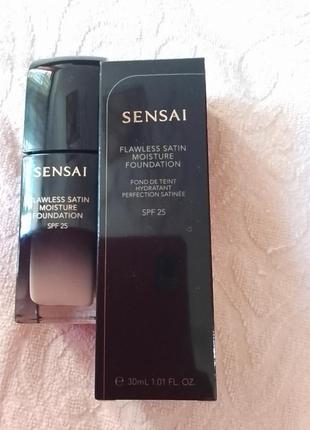 SENSAI
FLAWLESS SATIN
MOISTURE
FOUNDATION
SPF 25
SENSAI
FLAWLESS SATIN
MOISTURE
FOUNDATION
FOND DE TEINT
HYDRATANT
PERFECTION SATINÉE
SPF 25
℮ 30mL 1.01 FL. OZ.